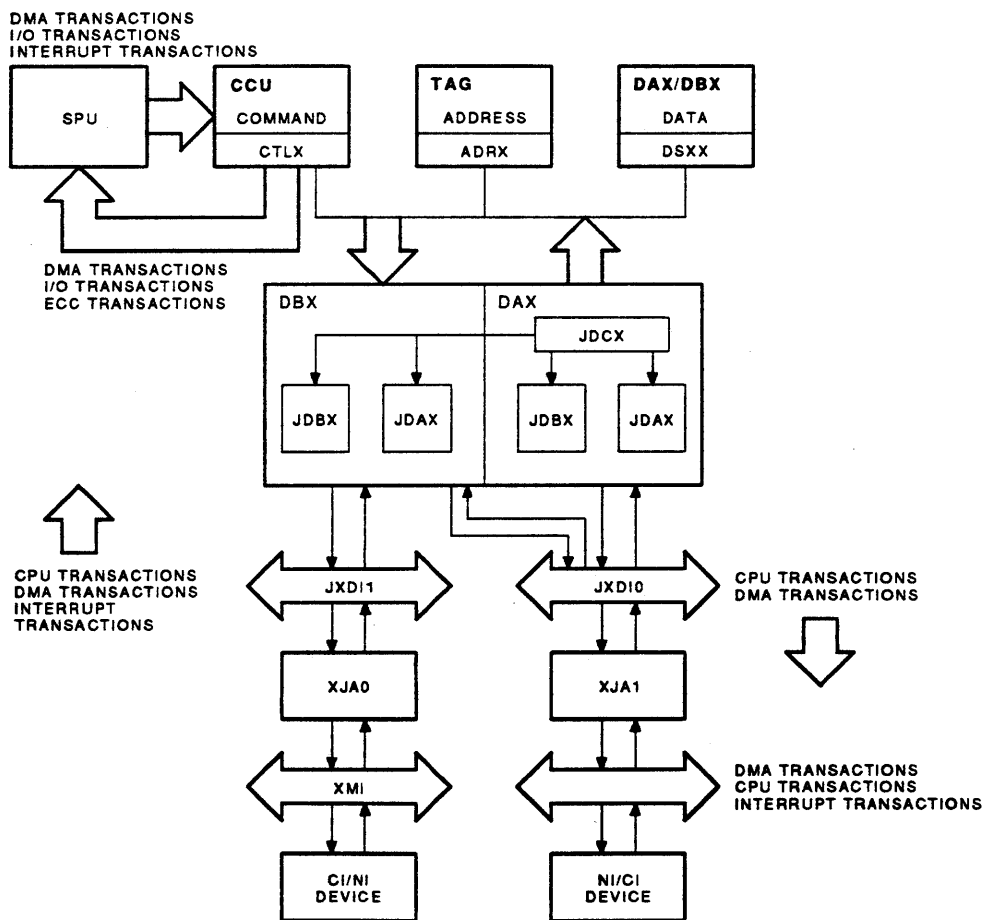 DMA TRANSACTIONS
I/O TRANSACTIONS
INTERRUPT TRANSACTIONS
SPU
CCU
COMMAND
CTLX
TAG
ADDRESS
ADRX
DAX/DBX
DATA
DSXX
DMA TRANSACTIONS
I/O TRANSACTIONS
ECC TRANSACTIONS
DBX
DAX
JDCX
JDBX
JDAX
JDBX
JDAX
CPU TRANSACTIONS
DMA TRANSACTIONS
INTERRUPT
TRANSACTIONS
JXDI1
JXDI0
CPU TRANSACTIONS
DMA TRANSACTIONS
XJA0
XJA1
XMI
DMA TRANSACTIONS
CPU TRANSACTIONS
INTERRUPT TRANSACTIONS
CI/NI
DEVICE
NI/CI
DEVICE